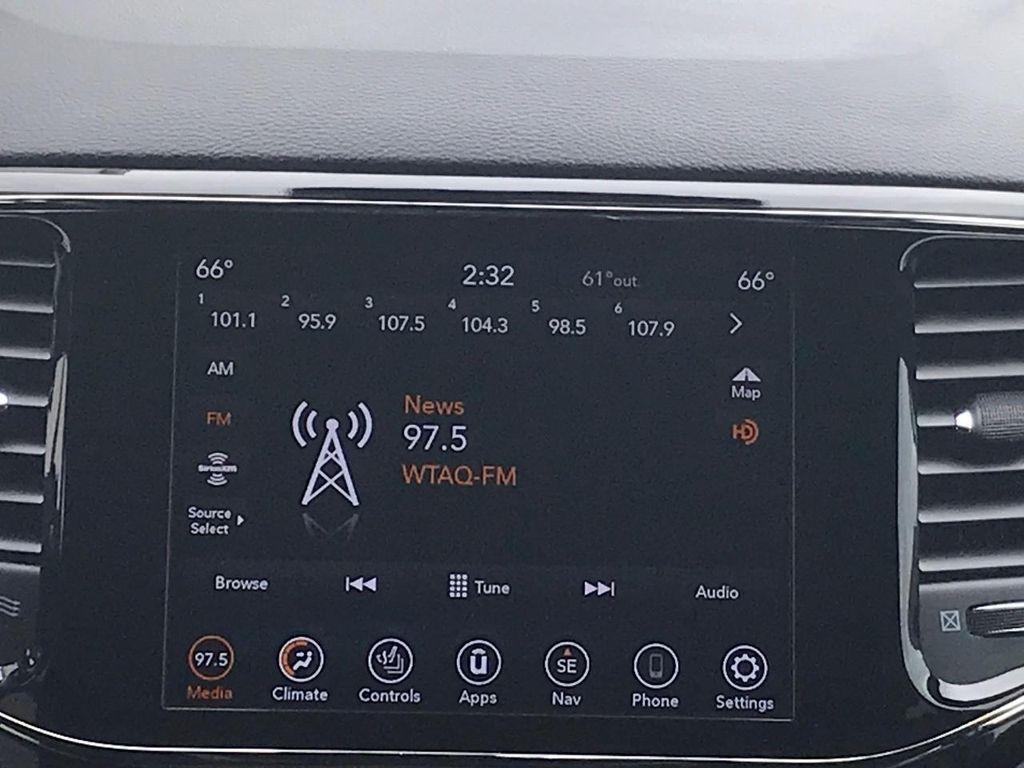 66° 2:32 61°out 66°
1 101.1 2 95.9 3 107.5 4 104.3 5 98.5 6 107.9
AM
Map
News
FM
97.5
HD
WTAQ-FM
SiriusXM
Source
Select
Browse Tune Audio
97.5 SE
Media Climate Controls Apps Nav Phone Settings